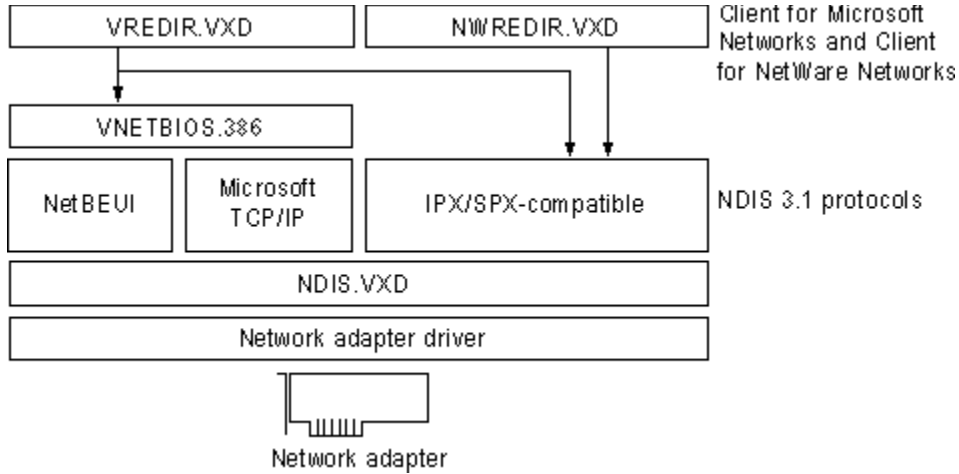 VREDIR.VXD
NWREDIR.VXD
Client for Microsoft
Networks and Client
for NetWare Networks
VNETBIOS.386
NetBEUI
Microsoft
TCP/IP
IPX/SPX-compatible
NDIS 3.1 protocols
NDIS.VXD
Network adapter driver
Network adapter